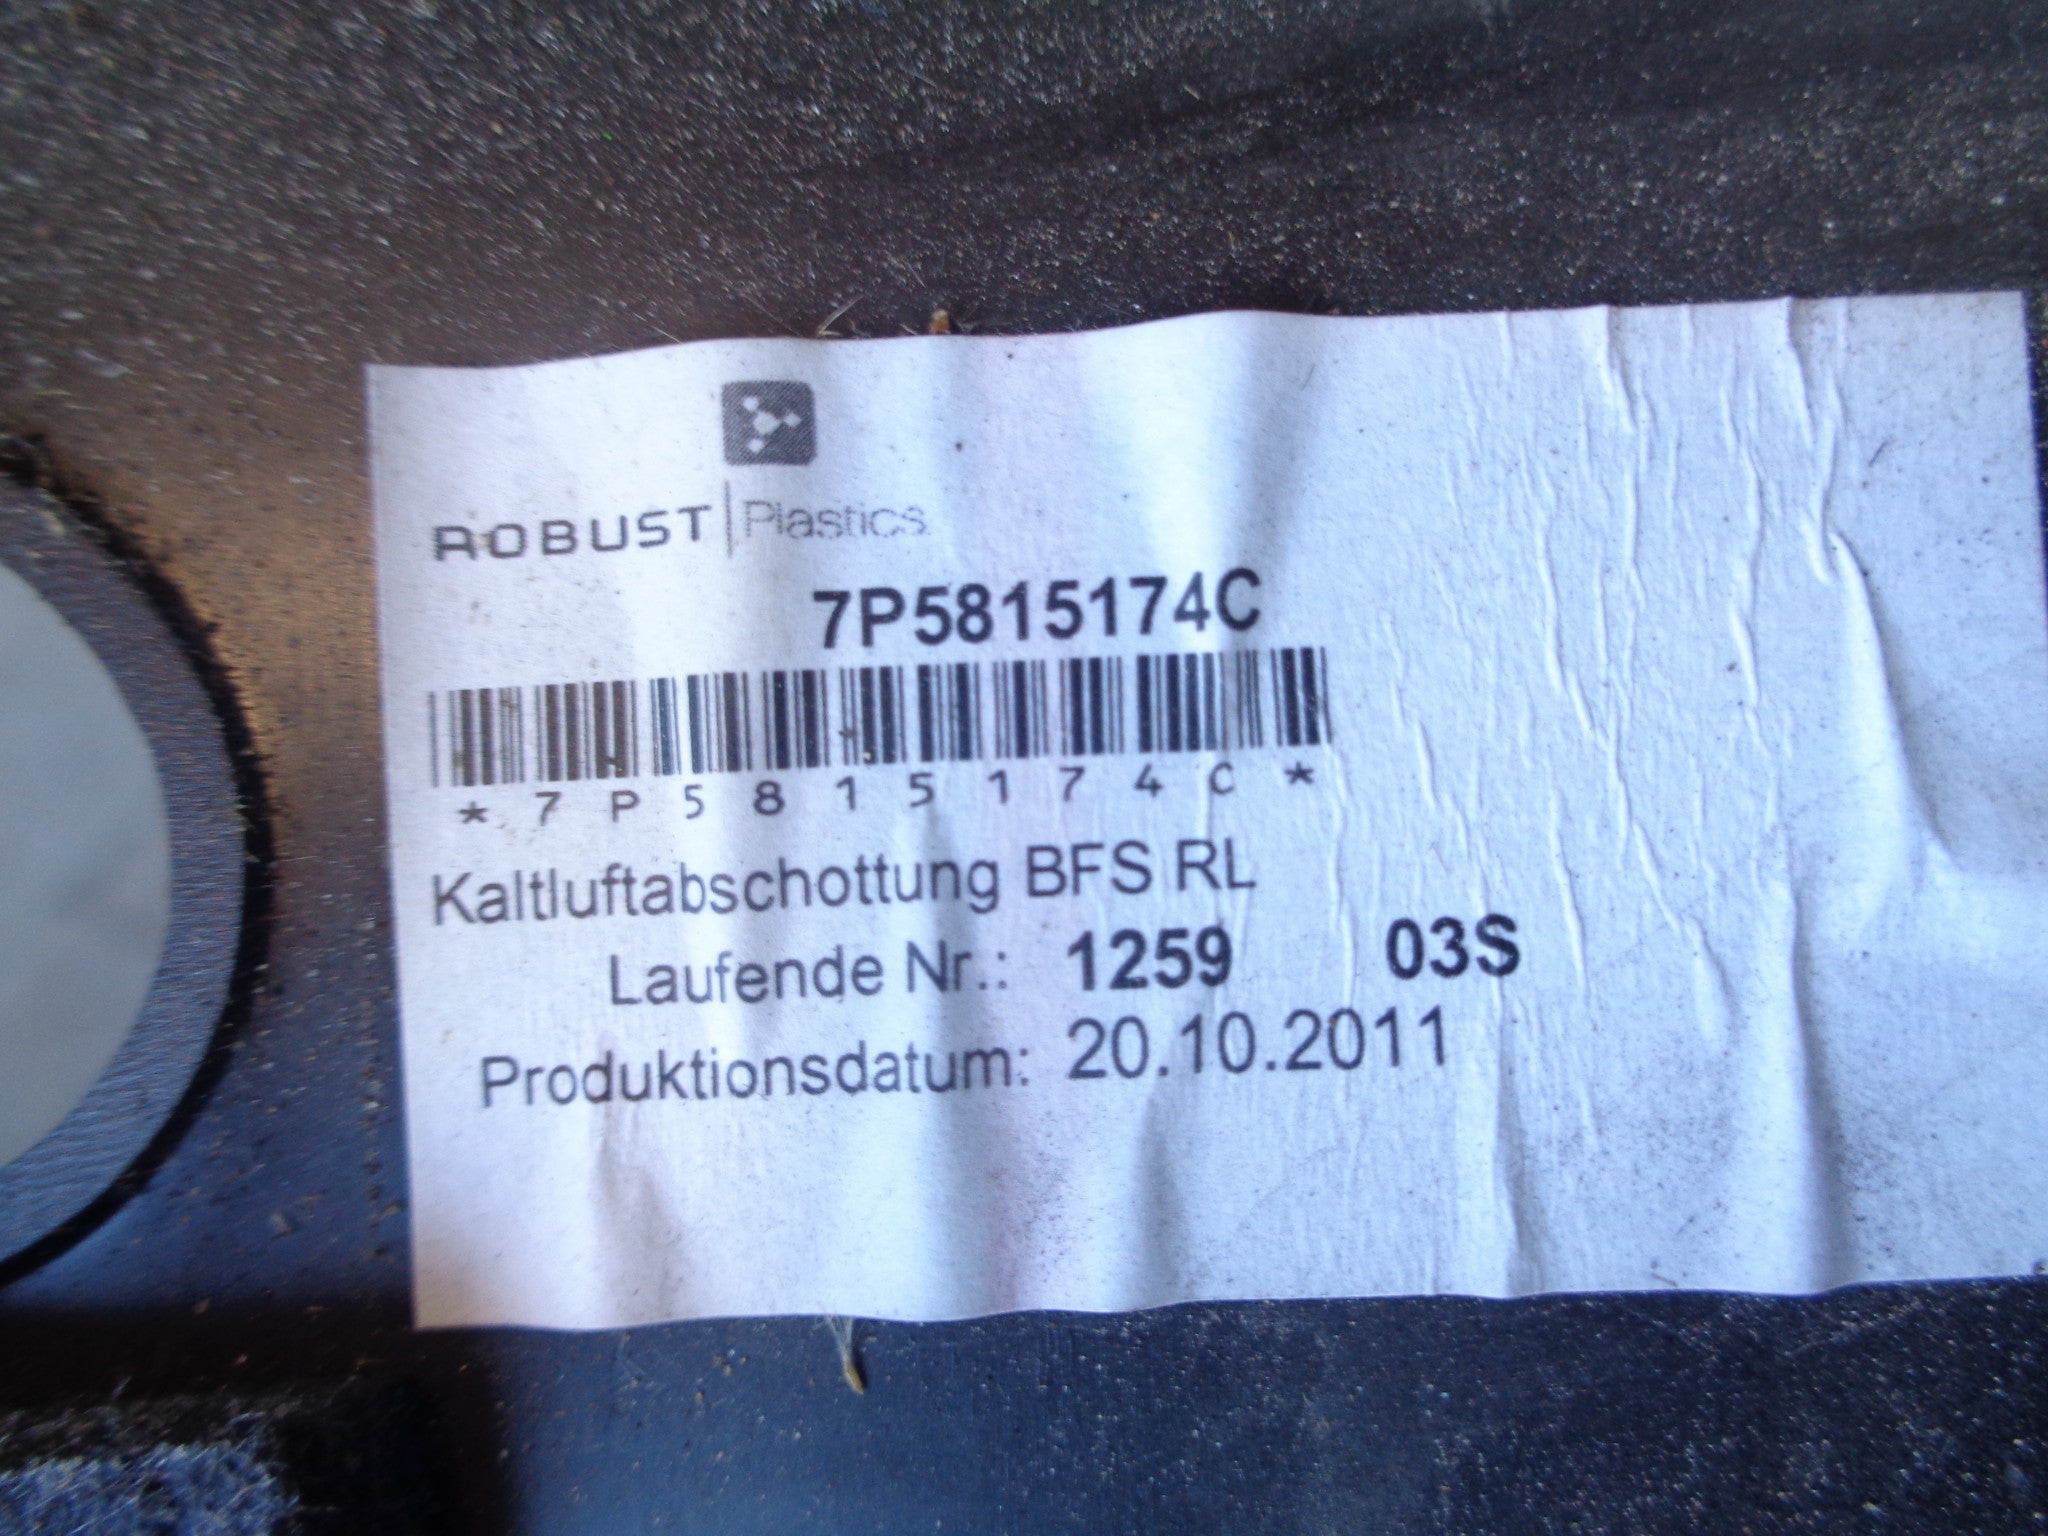 ROBUST Plastics
7P5815174C
*7P5815174C*
Kaltluftabschottung BFS RL
Laufende Nr.: 1259 03S
Produktionsdatum: 20.10.2011